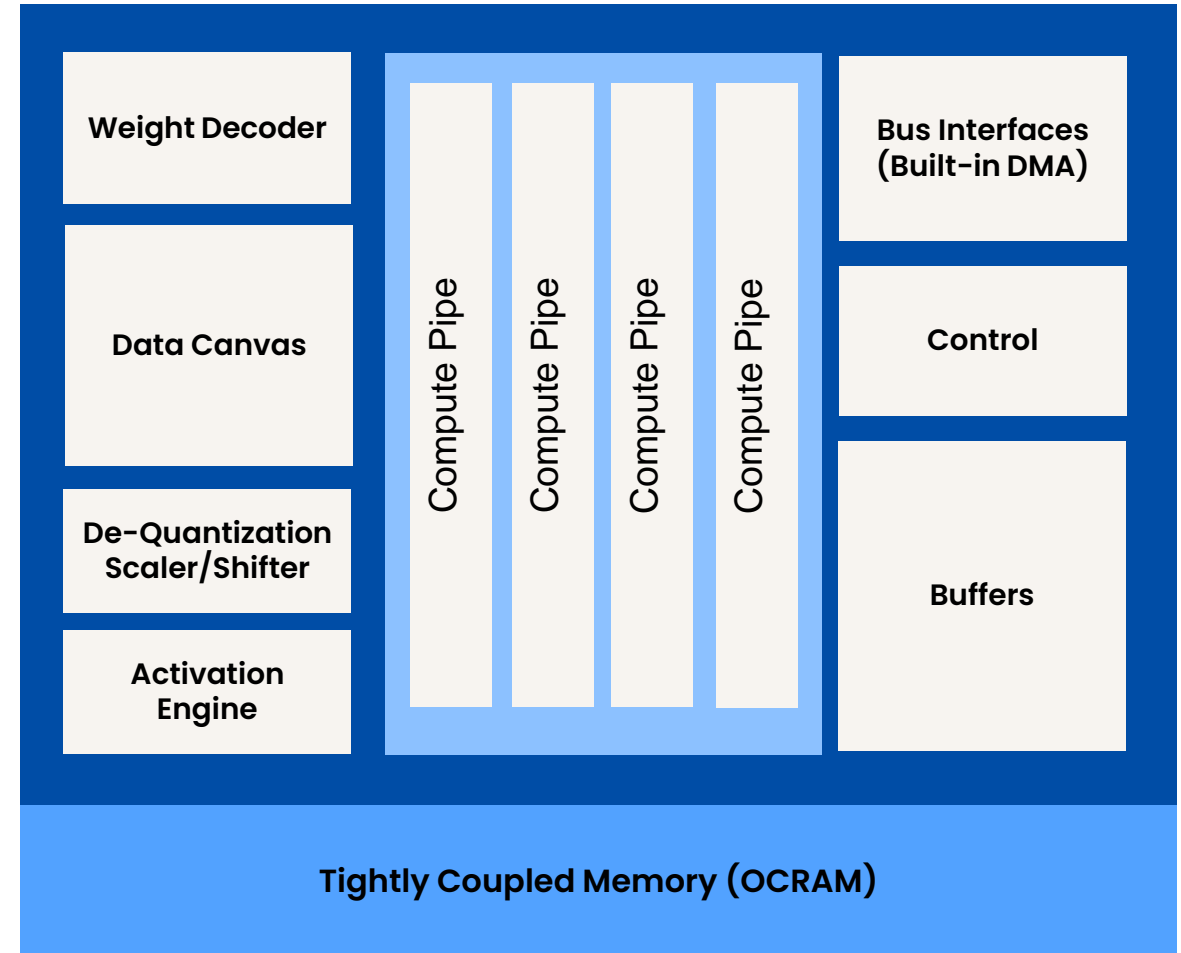 Weight Decoder
Data Canvas
De-Quantization
Scaler/Shifter
Activation
Engine
Compute Pipe
Compute Pipe
Compute Pipe
Compute Pipe
Bus Interfaces
(Built-in DMA)
Control
Buffers
Tightly Coupled Memory (OCRAM)